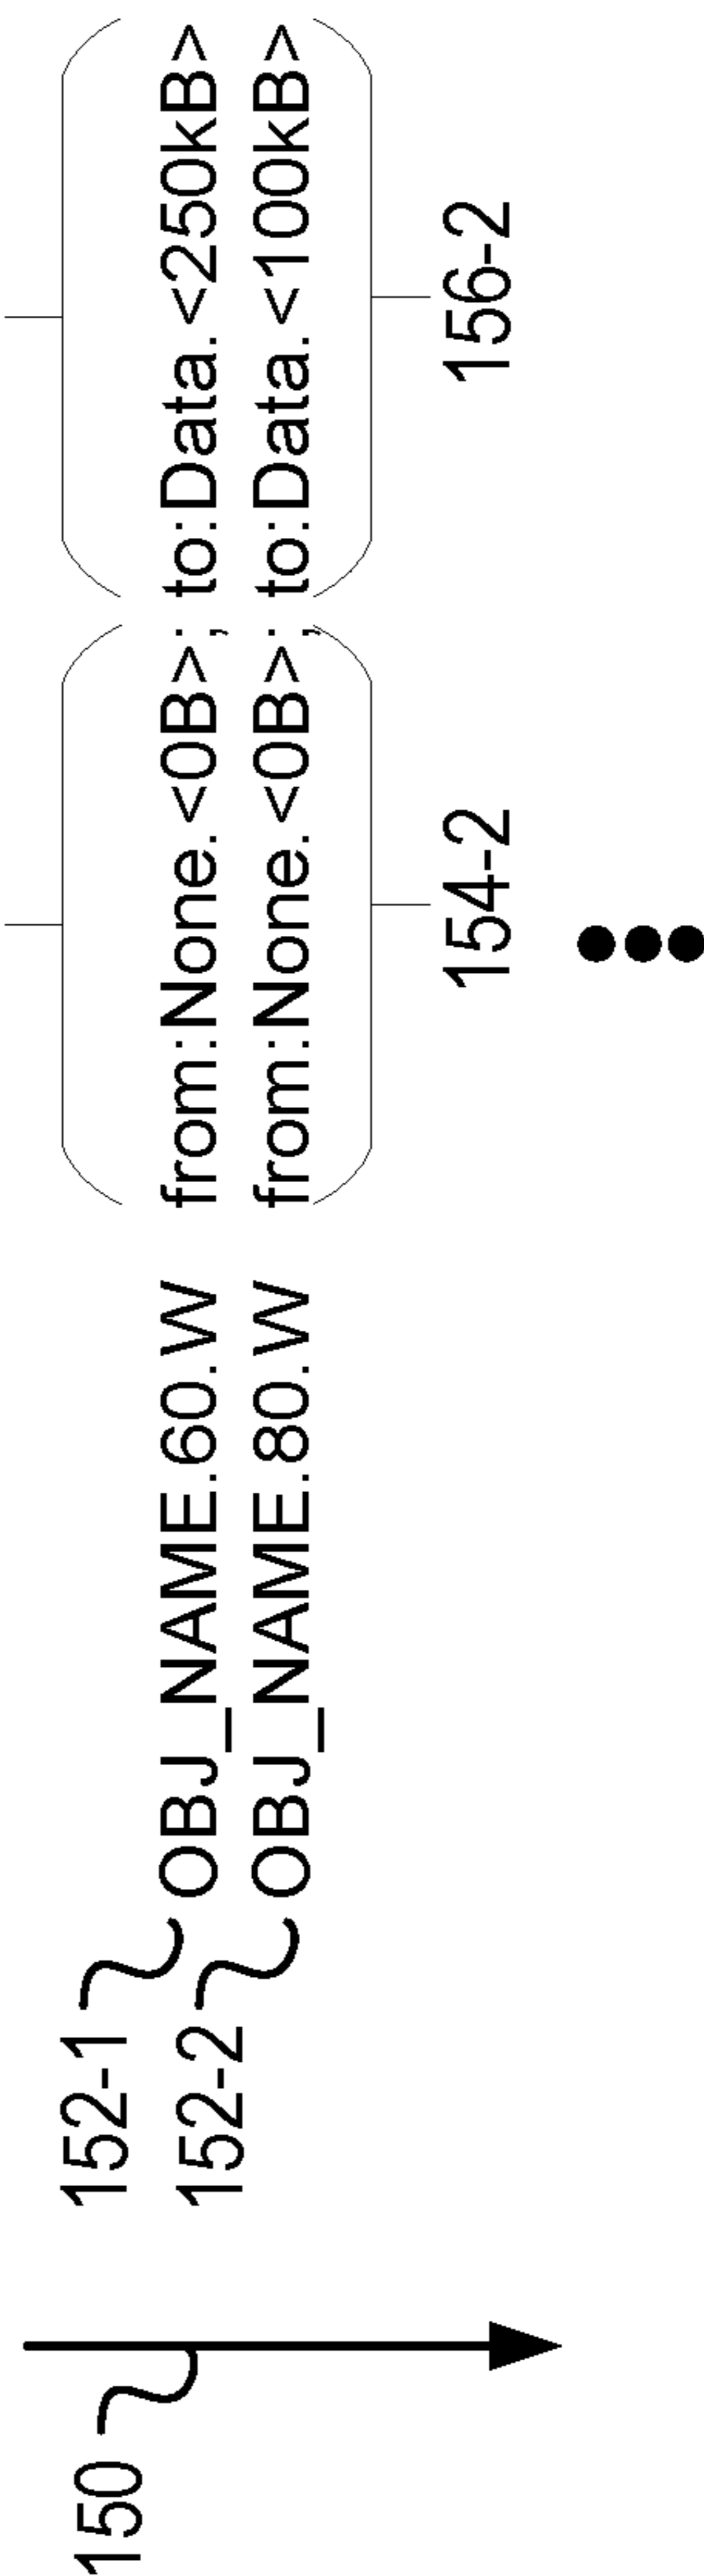 152-1
OBJ_NAME.60.W from:None.<0B>; to:Data.<250kB>
152-2
OBJ_NAME.80.W from:None.<0B>; to:Data.<100kB>
150
154-2
156-2